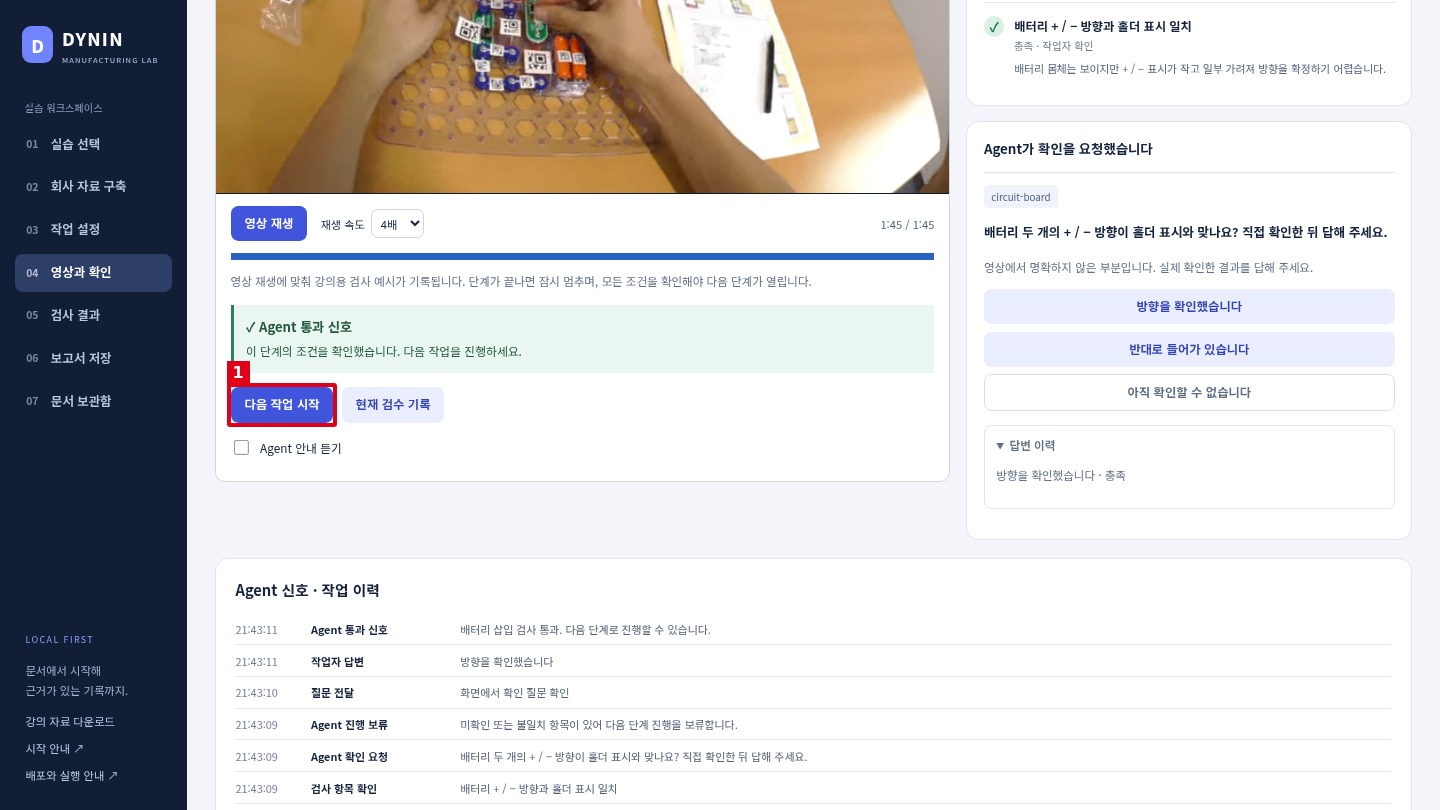 D
DYNIN
MANUFACTURING LAB
실습 워크스페이스
01 실습 선택
02 회사 자료 구축
03 작업 설정
04 영상과 확인
05 검사 결과
06 보고서 저장
07 문서 보관함
LOCAL FIRST
문서에서 시작해
근거가 있는 기록까지.
강의 자료 다운로드
시작 안내 ↗
배포와 실행 안내 ↗
영상 재생
재생 속도
4배
1:45 / 1:45
영상 재생에 맞춰 강의용 검사 예시가 기록됩니다. 단계가 끝나면 잠시 멈추며, 모든 조건을 확인해야 다음 단계가 열립니다.
✓ Agent 통과 신호
이 단계의 조건을 확인했습니다. 다음 작업을 진행하세요.
1
다음 작업 시작
현재 검수 기록
Agent 안내 듣기
✓ 배터리 + / − 방향과 홀더 표시 일치
충족 · 작업자 확인
배터리 몸체는 보이지만 + / − 표시가 작고 일부 가려져 방향을 확정하기 어렵습니다.
Agent가 확인을 요청했습니다
circuit-board
배터리 두 개의 + / − 방향이 홀더 표시와 맞나요? 직접 확인한 뒤 답해 주세요.
영상에서 명확하지 않은 부분입니다. 실제 확인한 결과를 답해 주세요.
방향을 확인했습니다
반대로 들어가 있습니다
아직 확인할 수 없습니다
▼ 답변 이력
방향을 확인했습니다 · 충족
Agent 신호 · 작업 이력
21:43:11 Agent 통과 신호 배터리 삽입 검사 통과. 다음 단계로 진행할 수 있습니다.
21:43:11 작업자 답변 방향을 확인했습니다
21:43:10 질문 전달 화면에서 확인 질문 확인
21:43:09 Agent 진행 보류 미확인 또는 불일치 항목이 있어 다음 단계 진행을 보류합니다.
21:43:09 Agent 확인 요청 배터리 두 개의 + / − 방향이 홀더 표시와 맞나요? 직접 확인한 뒤 답해 주세요.
21:43:09 검사 항목 확인 배터리 + / − 방향과 홀더 표시 일치